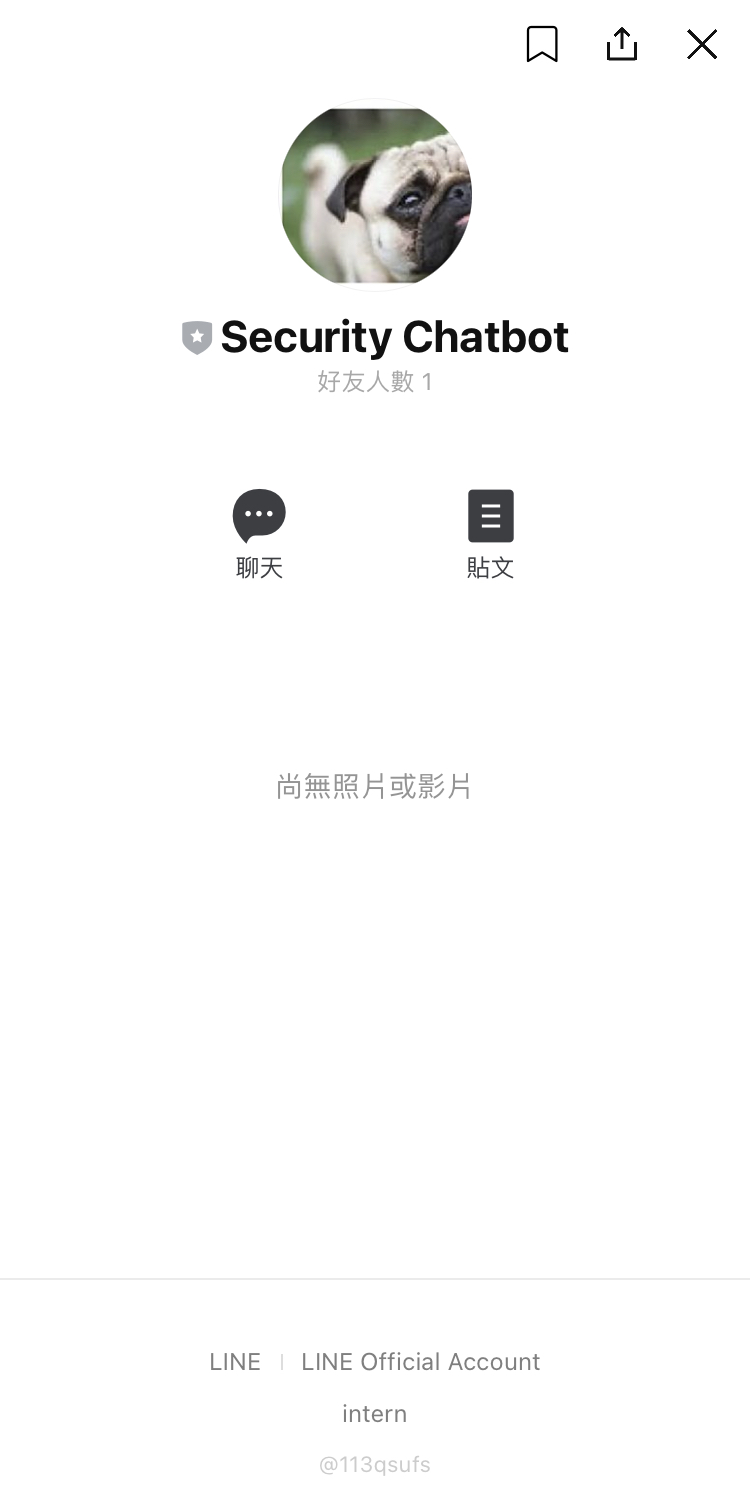 Security Chatbot
好友人數 1
聊天
貼文
尚無照片或影片
LINE | LINE Official Account
intern
@113qsufs